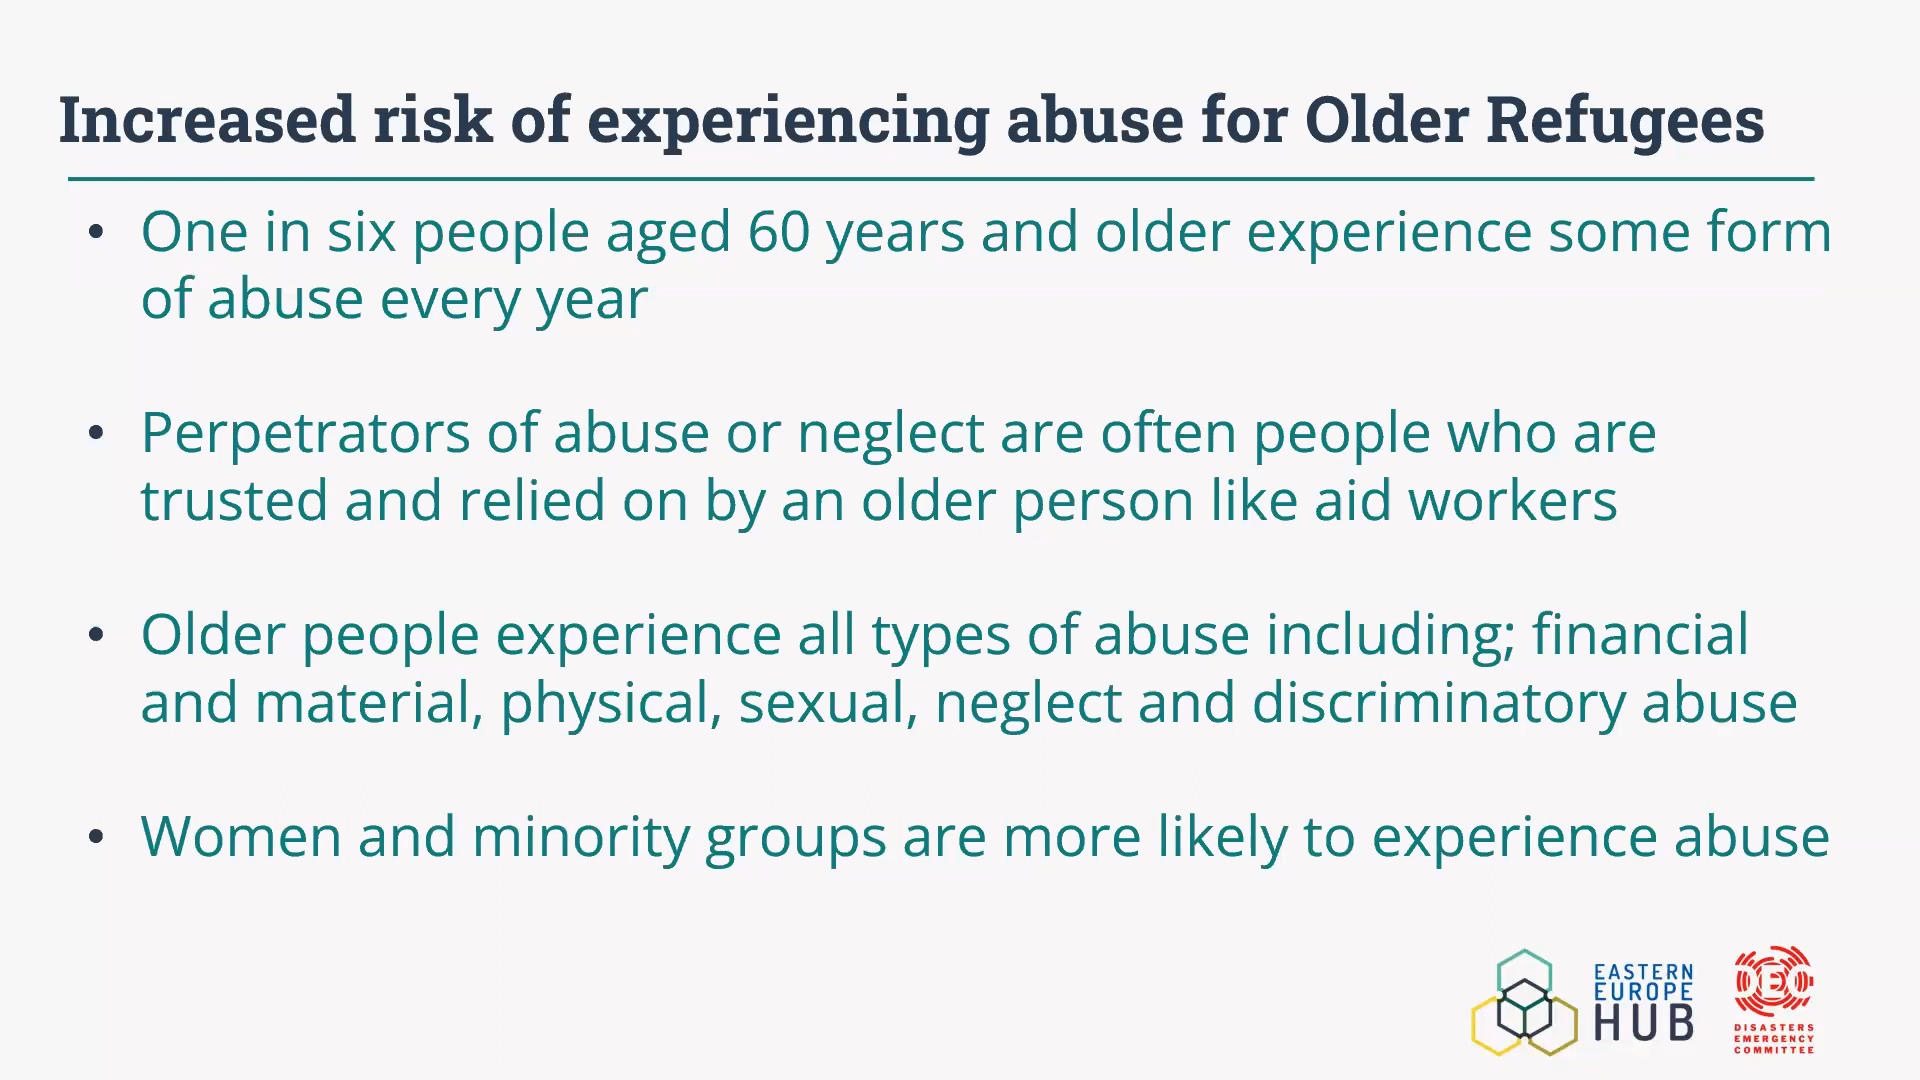 Increased risk of experiencing abuse for Older Refugees
• One in six people aged 60 years and older experience some form
of abuse every year
• Perpetrators of abuse or neglect are often people who are
trusted and relied on by an older person like aid workers
• Older people experience all types of abuse including; financial
and material, physical, sexual, neglect and discriminatory abuse
• Women and minority groups are more likely to experience abuse
EASTERN
EUROPE
HUB
DEC
DISASTERS
EMERGENCY
COMMITTEE